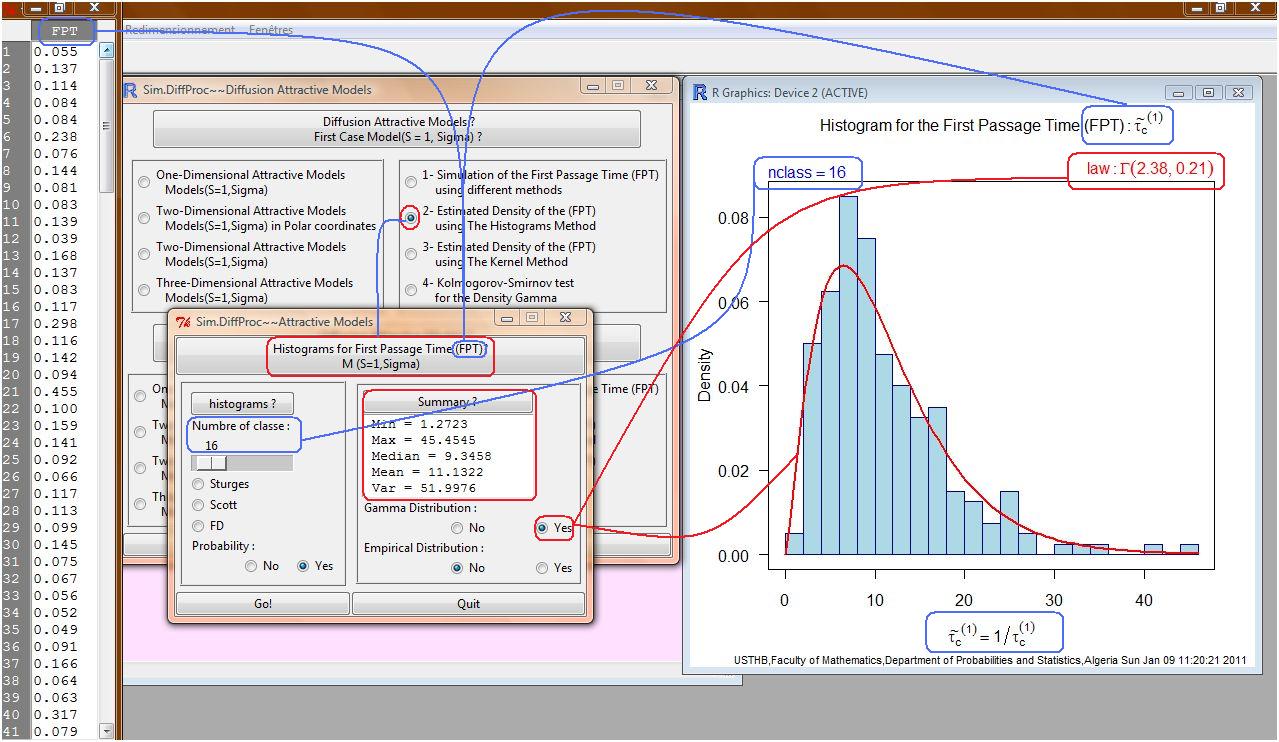 FPT
1 0.055
2 0.137
3 0.114
4 0.084
5 0.084
6 0.238
7 0.076
8 0.144
9 0.081
10 0.083
11 0.139
12 0.039
13 0.168
14 0.137
15 0.083
16 0.117
17 0.298
18 0.116
19 0.142
20 0.094
21 0.455
22 0.100
23 0.159
24 0.141
25 0.092
26 0.066
27 0.117
28 0.113
29 0.099
30 0.145
31 0.075
32 0.067
33 0.056
34 0.052
35 0.049
36 0.091
37 0.166
38 0.064
39 0.063
40 0.317
41 0.079
Redimensionnement Fenêtres
Sim.DiffProc~~Diffusion Attractive Models
Diffusion Attractive Models ?
First Case Model(S = 1, Sigma) ?
One-Dimensional Attractive Models
Models(S=1,Sigma)
Two-Dimensional Attractive Models
Models(S=1,Sigma) in Polar coordinates
Two-Dimensional Attractive Models
Models(S=1,Sigma)
Three-Dimensional Attractive Models
Models(S=1,Sigma)
1- Simulation of the First Passage Time (FPT)
using different methods
2- Estimated Density of the (FPT)
using The Histograms Method
3- Estimated Density of the (FPT)
using The Kernel Method
4- Kolmogorov-Smirnov test
for the Density Gamma
On
M
Tw
M
Tw
M
Th
M
e Time (FPT)
Sim.DiffProc~~Attractive Models
Histograms for First Passage Time (FPT)
M (S=1,Sigma)
histograms ?
Numbre of classe :
16
Sturges
Scott
FD
Probability :
No Yes
Summary ?
Min = 1.2723
Max = 45.4545
Median = 9.3458
Mean = 11.1322
Var = 51.9976
Gamma Distribution :
No Yes
Empirical Distribution :
No Yes
Go! Quit
R Graphics: Device 2 (ACTIVE)
Histogram for the First Passage Time (FPT) : τ̃c(1)
nclass = 16
law : Γ(2.38, 0.21)
Density
0.08
0.06
0.04
0.02
0.00
0 10 20 30 40
τ̃c(1) = 1/τc(1)
USTHB,Faculty of Mathematics,Department of Probabilities and Statistics,Algeria Sun Jan 09 11:20:21 2011